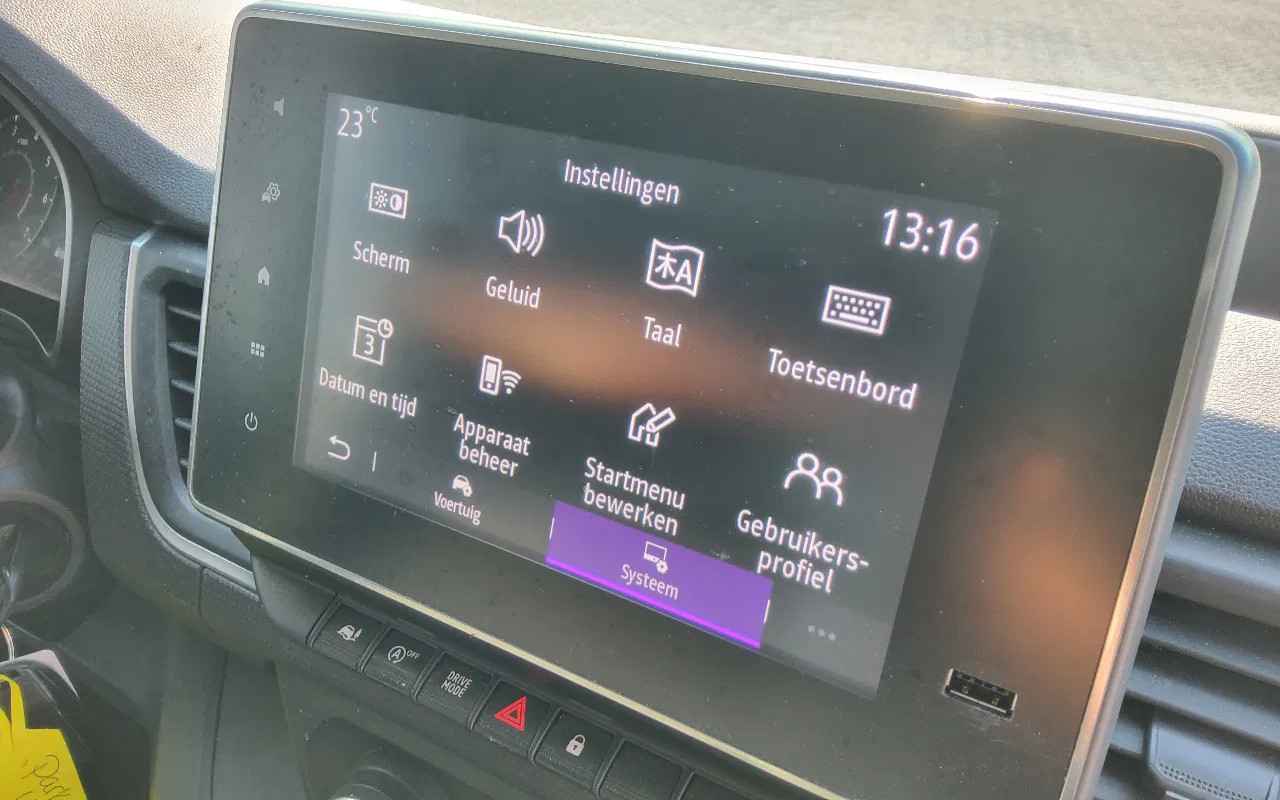 23°C
Instellingen
13:16
Scherm
Geluid
Taal
Toetsenbord
3
Datum en tijd
Apparaat
beheer
Startmenu
bewerken
Gebruikers-
profiel
Voertuig
Systeem
A OFF
DRIVE
MODE